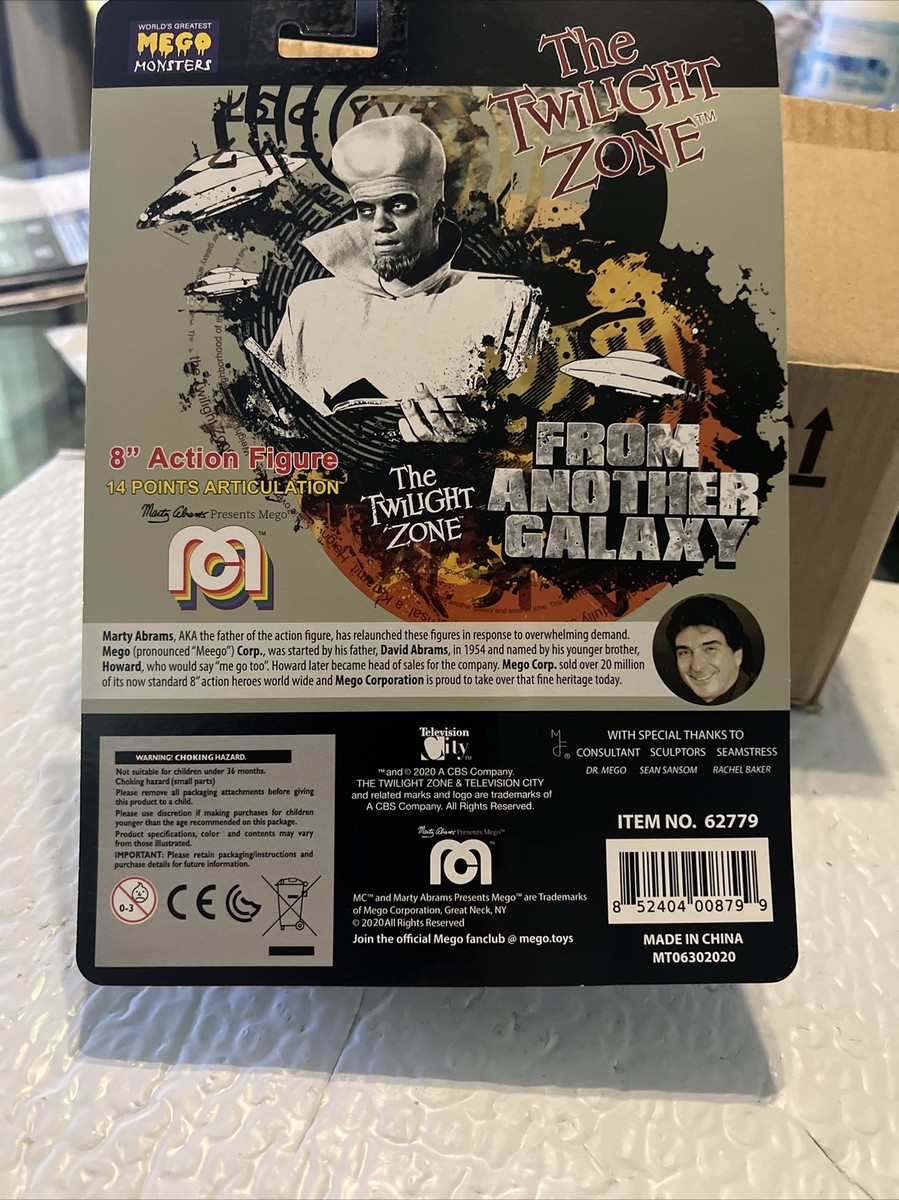 WORLD'S GREATEST
MEGO
MONSTERS
The
TWILIGHT
ZONE™
8” Action Figure
14 POINTS ARTICULATION
Marty Abrams Presents Mego™
The
TWILIGHT
ZONE
FROM
ANOTHER
GALAXY
Marty Abrams, AKA the father of the action figure, has relaunched these figures in response to overwhelming demand.
Mego (pronounced “Meego”) Corp., was started by his father, David Abrams, in 1954 and named by his younger brother,
Howard, who would say “me go too”. Howard later became head of sales for the company. Mego Corp. sold over 20 million
of its now standard 8” action heroes world wide and Mego Corporation is proud to take over that fine heritage today.
WARNING! CHOKING HAZARD.
Not suitable for children under 36 months.
Choking hazard (small parts)
Please remove all packaging attachments before giving
this product to a child.
Please use discretion if making purchases for children
younger than the age recommended on this package.
Product specifications, color and contents may vary
from those illustrated.
IMPORTANT: Please retain packaging/instructions and
purchase details for future information.
0-3
CE
Television
City™
™ and © 2020 A CBS Company.
THE TWILIGHT ZONE & TELEVISION CITY
and related marks and logo are trademarks of
A CBS Company. All Rights Reserved.
Marty Abrams Presents Mego™
MC™ and Marty Abrams Presents Mego™ are Trademarks
of Mego Corporation, Great Neck, NY
© 2020 All Rights Reserved
Join the official Mego fanclub @ mego.toys
WITH SPECIAL THANKS TO
CONSULTANT SCULPTORS SEAMSTRESS
DR. MEGO SEAN SANSOM RACHEL BAKER
ITEM NO. 62779
8 52404 00879 9
MADE IN CHINA
MT06302020